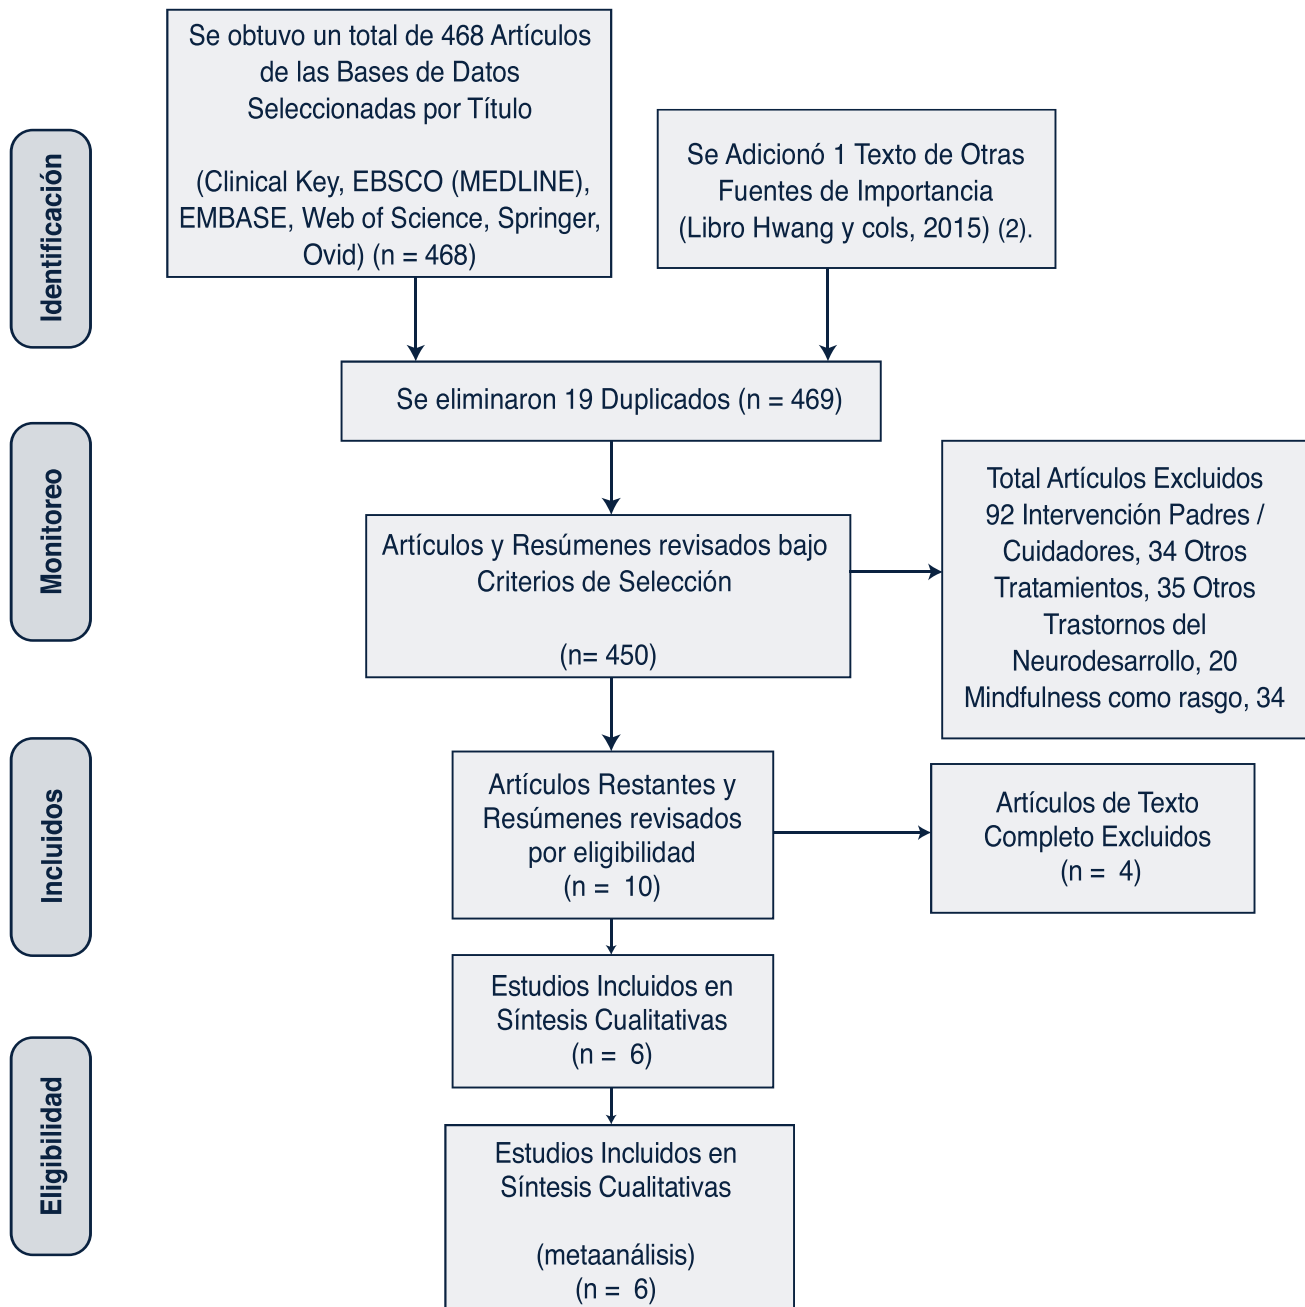 Se obtuvo un total de 468 Artículos
de las Bases de Datos
Seleccionadas por Título
(Clinical Key, EBSCO (MEDLINE),
EMBASE, Web of Science, Springer,
Ovid) (n = 468)
Se Adicionó 1 Texto de Otras
Fuentes de Importancia
(Libro Hwang y cols, 2015) (2).
Identificación
Se eliminaron 19 Duplicados (n = 469)
Monitoreo
Artículos y Resúmenes revisados bajo
Criterios de Selección
(n= 450)
Total Artículos Excluidos
92 Intervención Padres /
Cuidadores, 34 Otros
Tratamientos, 35 Otros
Trastornos del
Neurodesarrollo, 20
Mindfulness como rasgo, 34
Incluidos
Artículos Restantes y
Resúmenes revisados
por eligibilidad
(n = 10)
Artículos de Texto
Completo Excluidos
(n = 4)
Estudios Incluidos en
Síntesis Cualitativas
(n = 6)
Eligibilidad
Estudios Incluidos en
Síntesis Cualitativas
(metaanálisis)
(n = 6)